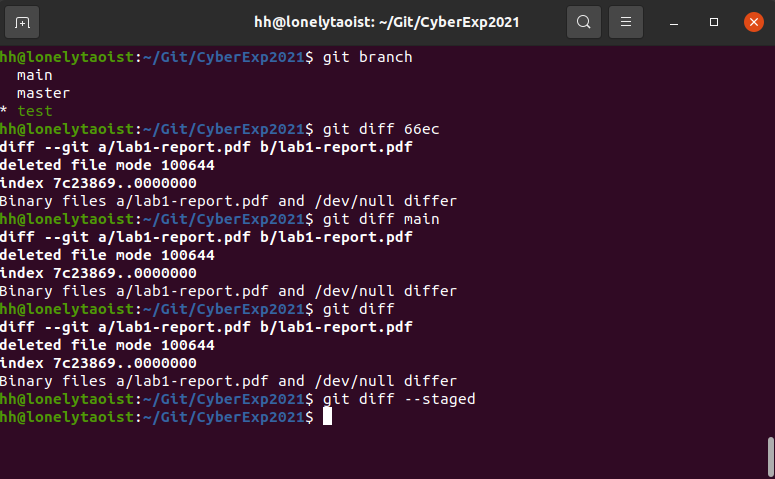 hh@lonelytaoist: ~/Git/CyberExp2021
hh@lonelytaoist:~/Git/CyberExp2021$ git branch
  main
  master
* test
hh@lonelytaoist:~/Git/CyberExp2021$ git diff 66ec
diff --git a/lab1-report.pdf b/lab1-report.pdf
deleted file mode 100644
index 7c23869..0000000
Binary files a/lab1-report.pdf and /dev/null differ
hh@lonelytaoist:~/Git/CyberExp2021$ git diff main
diff --git a/lab1-report.pdf b/lab1-report.pdf
deleted file mode 100644
index 7c23869..0000000
Binary files a/lab1-report.pdf and /dev/null differ
hh@lonelytaoist:~/Git/CyberExp2021$ git diff
diff --git a/lab1-report.pdf b/lab1-report.pdf
deleted file mode 100644
index 7c23869..0000000
Binary files a/lab1-report.pdf and /dev/null differ
hh@lonelytaoist:~/Git/CyberExp2021$ git diff --staged
hh@lonelytaoist:~/Git/CyberExp2021$